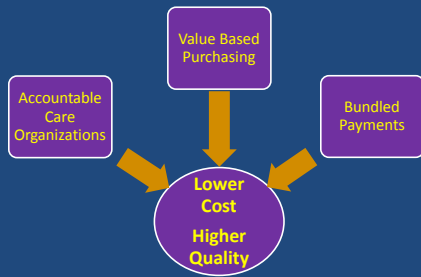 Value Based
Purchasing
Accountable
Care
Organizations
Bundled
Payments
Lower
Cost
Higher
Quality